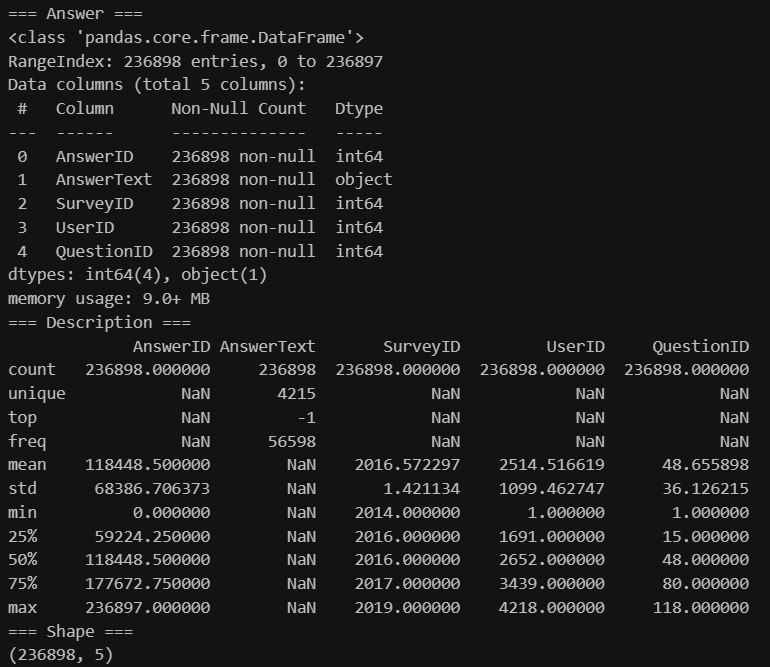 === Answer ===
<class 'pandas.core.frame.DataFrame'>
RangeIndex: 236898 entries, 0 to 236897
Data columns (total 5 columns):
 #   Column      Non-Null Count   Dtype
---  ------      --------------   -----
 0   AnswerID    236898 non-null  int64
 1   AnswerText  236898 non-null  object
 2   SurveyID    236898 non-null  int64
 3   UserID      236898 non-null  int64
 4   QuestionID  236898 non-null  int64
dtypes: int64(4), object(1)
memory usage: 9.0+ MB
=== Description ===
             AnswerID AnswerText       SurveyID         UserID     QuestionID
count   236898.000000     236898  236898.000000  236898.000000  236898.000000
unique            NaN       4215            NaN            NaN            NaN
top               NaN         -1            NaN            NaN            NaN
freq              NaN      56598            NaN            NaN            NaN
mean    118448.500000        NaN    2016.572297    2514.516619      48.655898
std      68386.706373        NaN       1.421134    1099.462747      36.126215
min          0.000000        NaN    2014.000000       1.000000       1.000000
25%      59224.250000        NaN    2016.000000    1691.000000      15.000000
50%     118448.500000        NaN    2016.000000    2652.000000      48.000000
75%     177672.750000        NaN    2017.000000    3439.000000      80.000000
max     236897.000000        NaN    2019.000000    4218.000000     118.000000
=== Shape ===
(236898, 5)